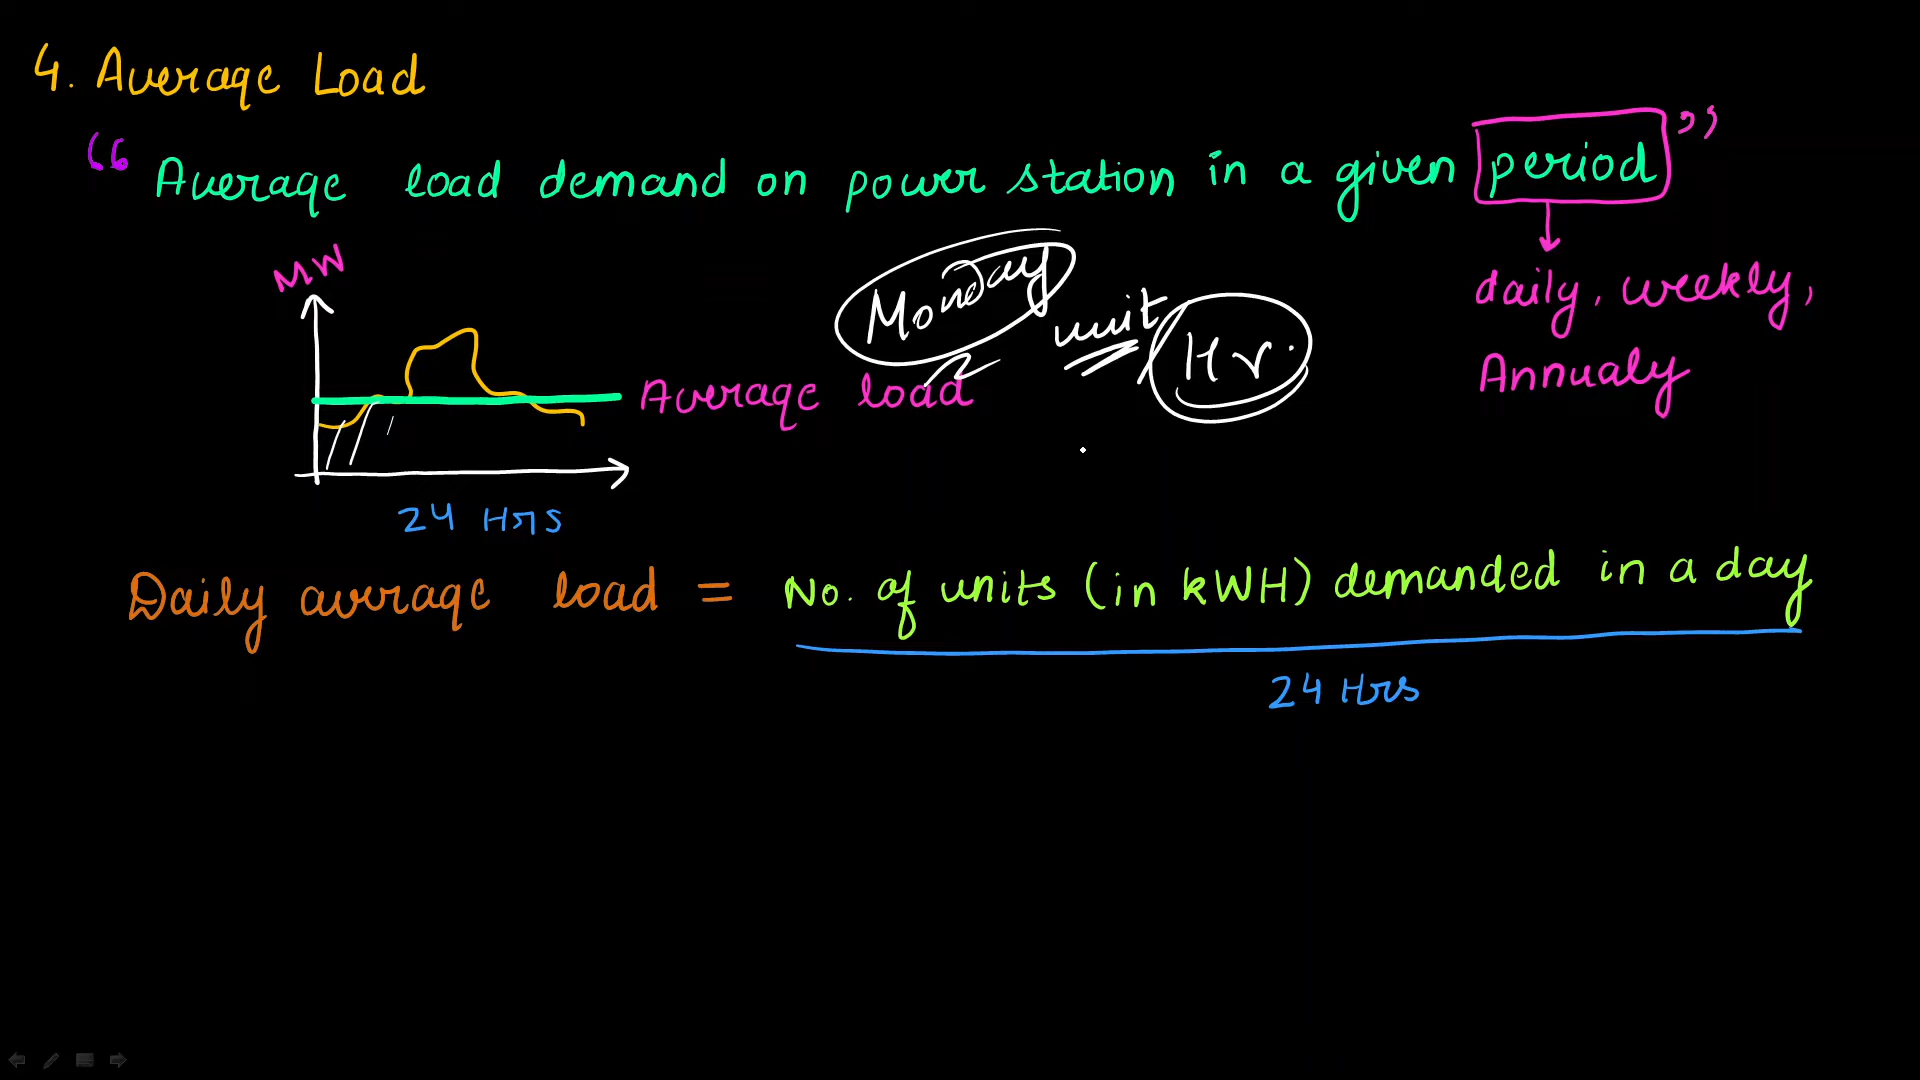 4. Average Load
“ Average load demand on power station in a given period ”
MW
Monday
unit
Hr.
daily, weekly,
Annualy
Average load
24 Hrs
Daily average load = No. of units (in kWH) demanded in a day
24 Hrs